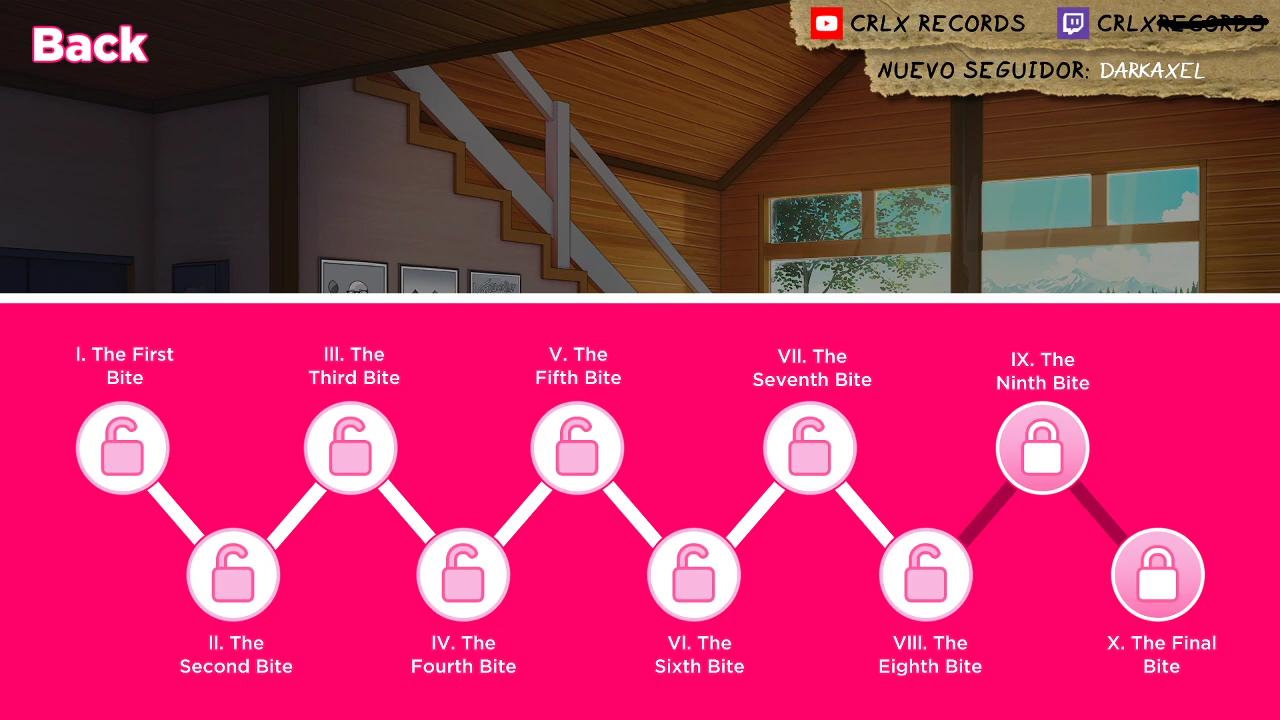 Back
CRLX RECORDS
CRLXRECORDS
NUEVO SEGUIDOR: DARKAXEL
I. The First
Bite
III. The
Third Bite
V. The
Fifth Bite
VII. The
Seventh Bite
IX. The
Ninth Bite
II. The
Second Bite
IV. The
Fourth Bite
VI. The
Sixth Bite
VIII. The
Eighth Bite
X. The Final
Bite